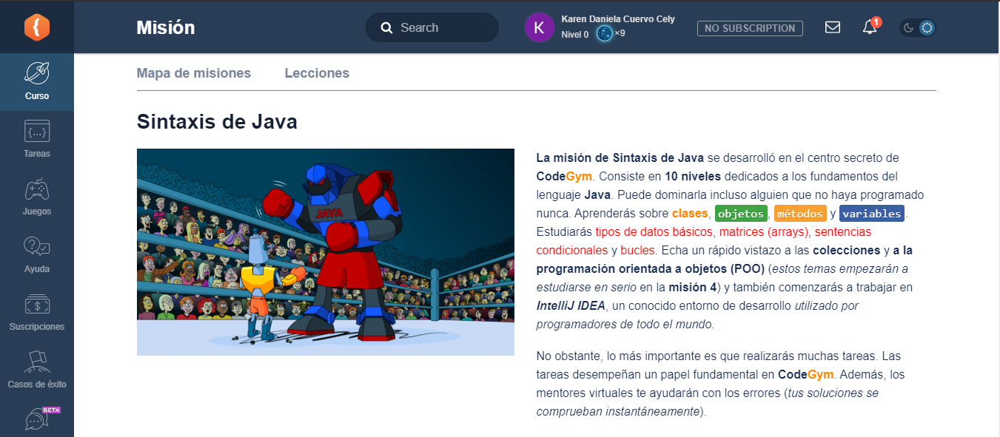 Misión
Search
K
Karen Daniela Cuervo Cely
Nivel 0 ×9
NO SUBSCRIPTION
1
Curso
{...}
Tareas
Juegos
?
Ayuda
$
Suscripciones
Casos de éxito
BETA
Mapa de misiones
Lecciones
Sintaxis de Java
JAVA
La misión de Sintaxis de Java se desarrolló en el centro secreto de
CodeGym. Consiste en 10 niveles dedicados a los fundamentos del
lenguaje Java. Puede dominarla incluso alguien que no haya programado
nunca. Aprenderás sobre clases, objetos, métodos y variables.
Estudiarás tipos de datos básicos, matrices (arrays), sentencias
condicionales y bucles. Echa un rápido vistazo a las colecciones y a la
programación orientada a objetos (POO) (estos temas empezarán a
estudiarse en serio en la misión 4) y también comenzarás a trabajar en
IntelliJ IDEA, un conocido entorno de desarrollo utilizado por
programadores de todo el mundo.
No obstante, lo más importante es que realizarás muchas tareas. Las
tareas desempeñan un papel fundamental en CodeGym. Además, los
mentores virtuales te ayudarán con los errores (tus soluciones se
comprueban instantáneamente).